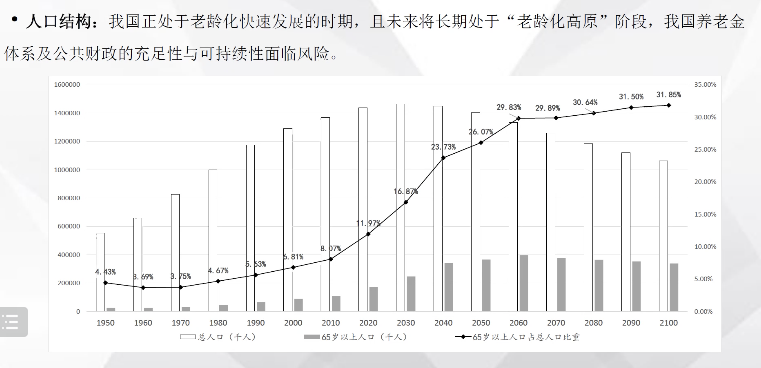 • 人口结构：我国正处于老龄化快速发展的时期，且未来将长期处于“老龄化高原”阶段，我国养老金
体系及公共财政的充足性与可持续性面临风险。
1600000 35.00%
1400000 30.00%
1200000 25.00%
1000000 20.00%
800000 15.00%
600000 10.00%
400000 5.00%
200000 0.00%
0
4.43% 3.69% 3.75% 4.67% 5.63% 6.81% 8.07% 11.97% 16.87% 23.73% 26.07% 29.83% 29.89% 30.64% 31.50% 31.85%
1950 1960 1970 1980 1990 2000 2010 2020 2030 2040 2050 2060 2070 2080 2090 2100
总人口（千人） 65岁以上人口（千人） 65岁以上人口占总人口比重